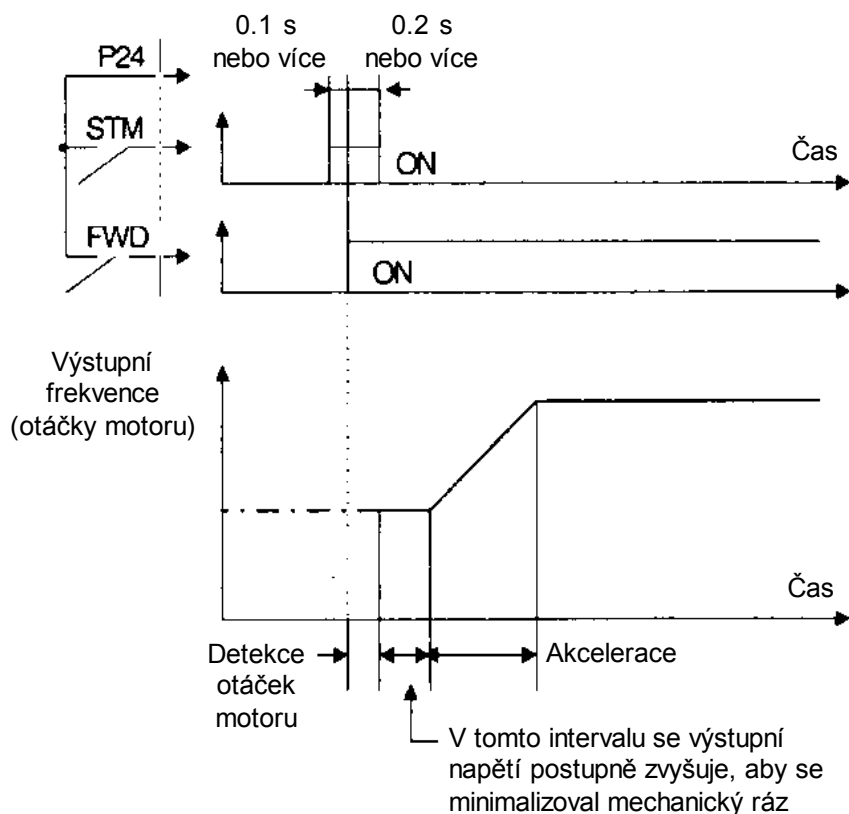 0.1 s
nebo více
0.2 s
nebo více
P24
STM
ON
Čas
FWD
ON
Výstupní
frekvence
(otáčky motoru)
Čas
Detekce
otáček
motoru
Akcelerace
V tomto intervalu se výstupní
napětí postupně zvyšuje, aby se
minimalizoval mechanický ráz